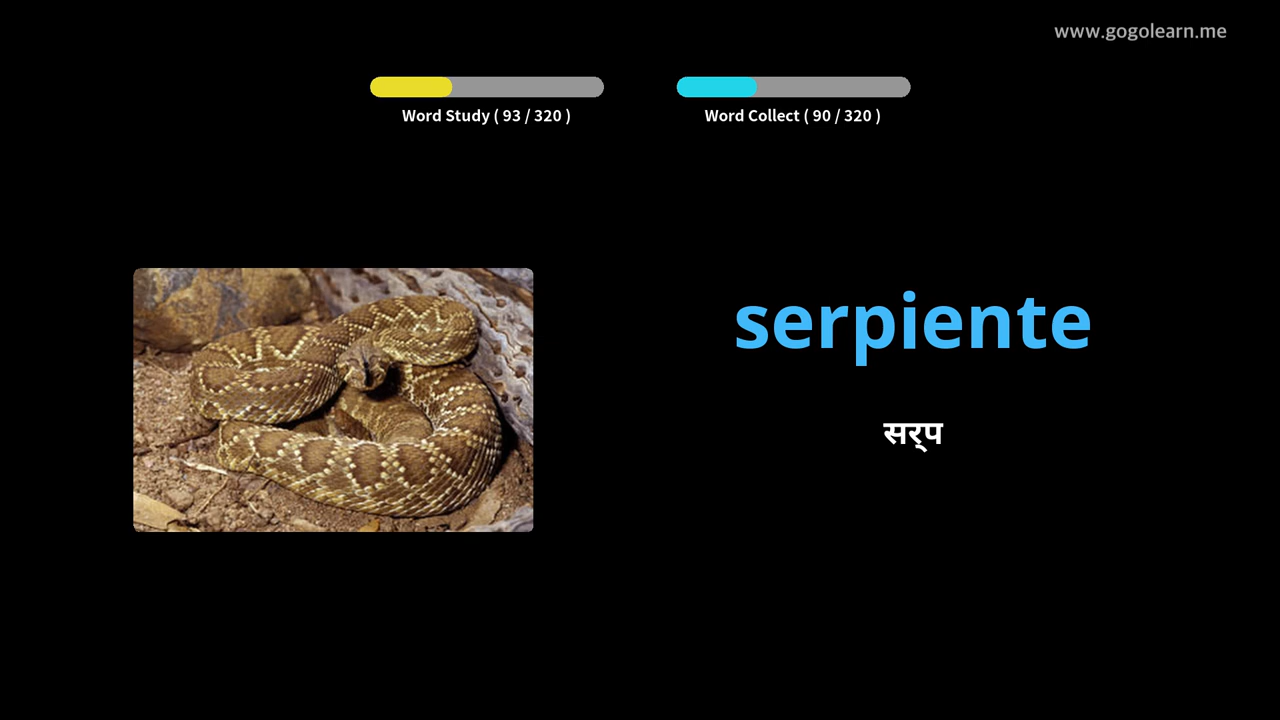 www.gogolearn.me
Word Study ( 93 / 320 )
Word Collect ( 90 / 320 )
serpiente
सर्प